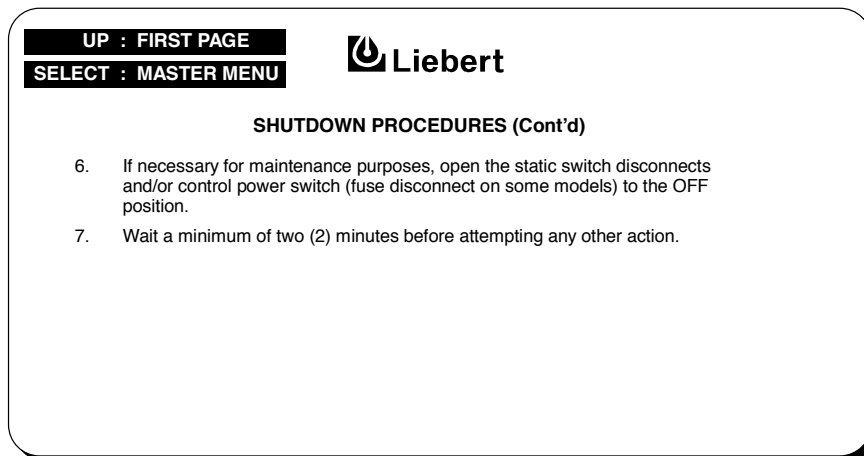 UP : FIRST PAGE
SELECT : MASTER MENU
Liebert
SHUTDOWN PROCEDURES (Cont’d)
6. If necessary for maintenance purposes, open the static switch disconnects
and/or control power switch (fuse disconnect on some models) to the OFF
position.
7. Wait a minimum of two (2) minutes before attempting any other action.